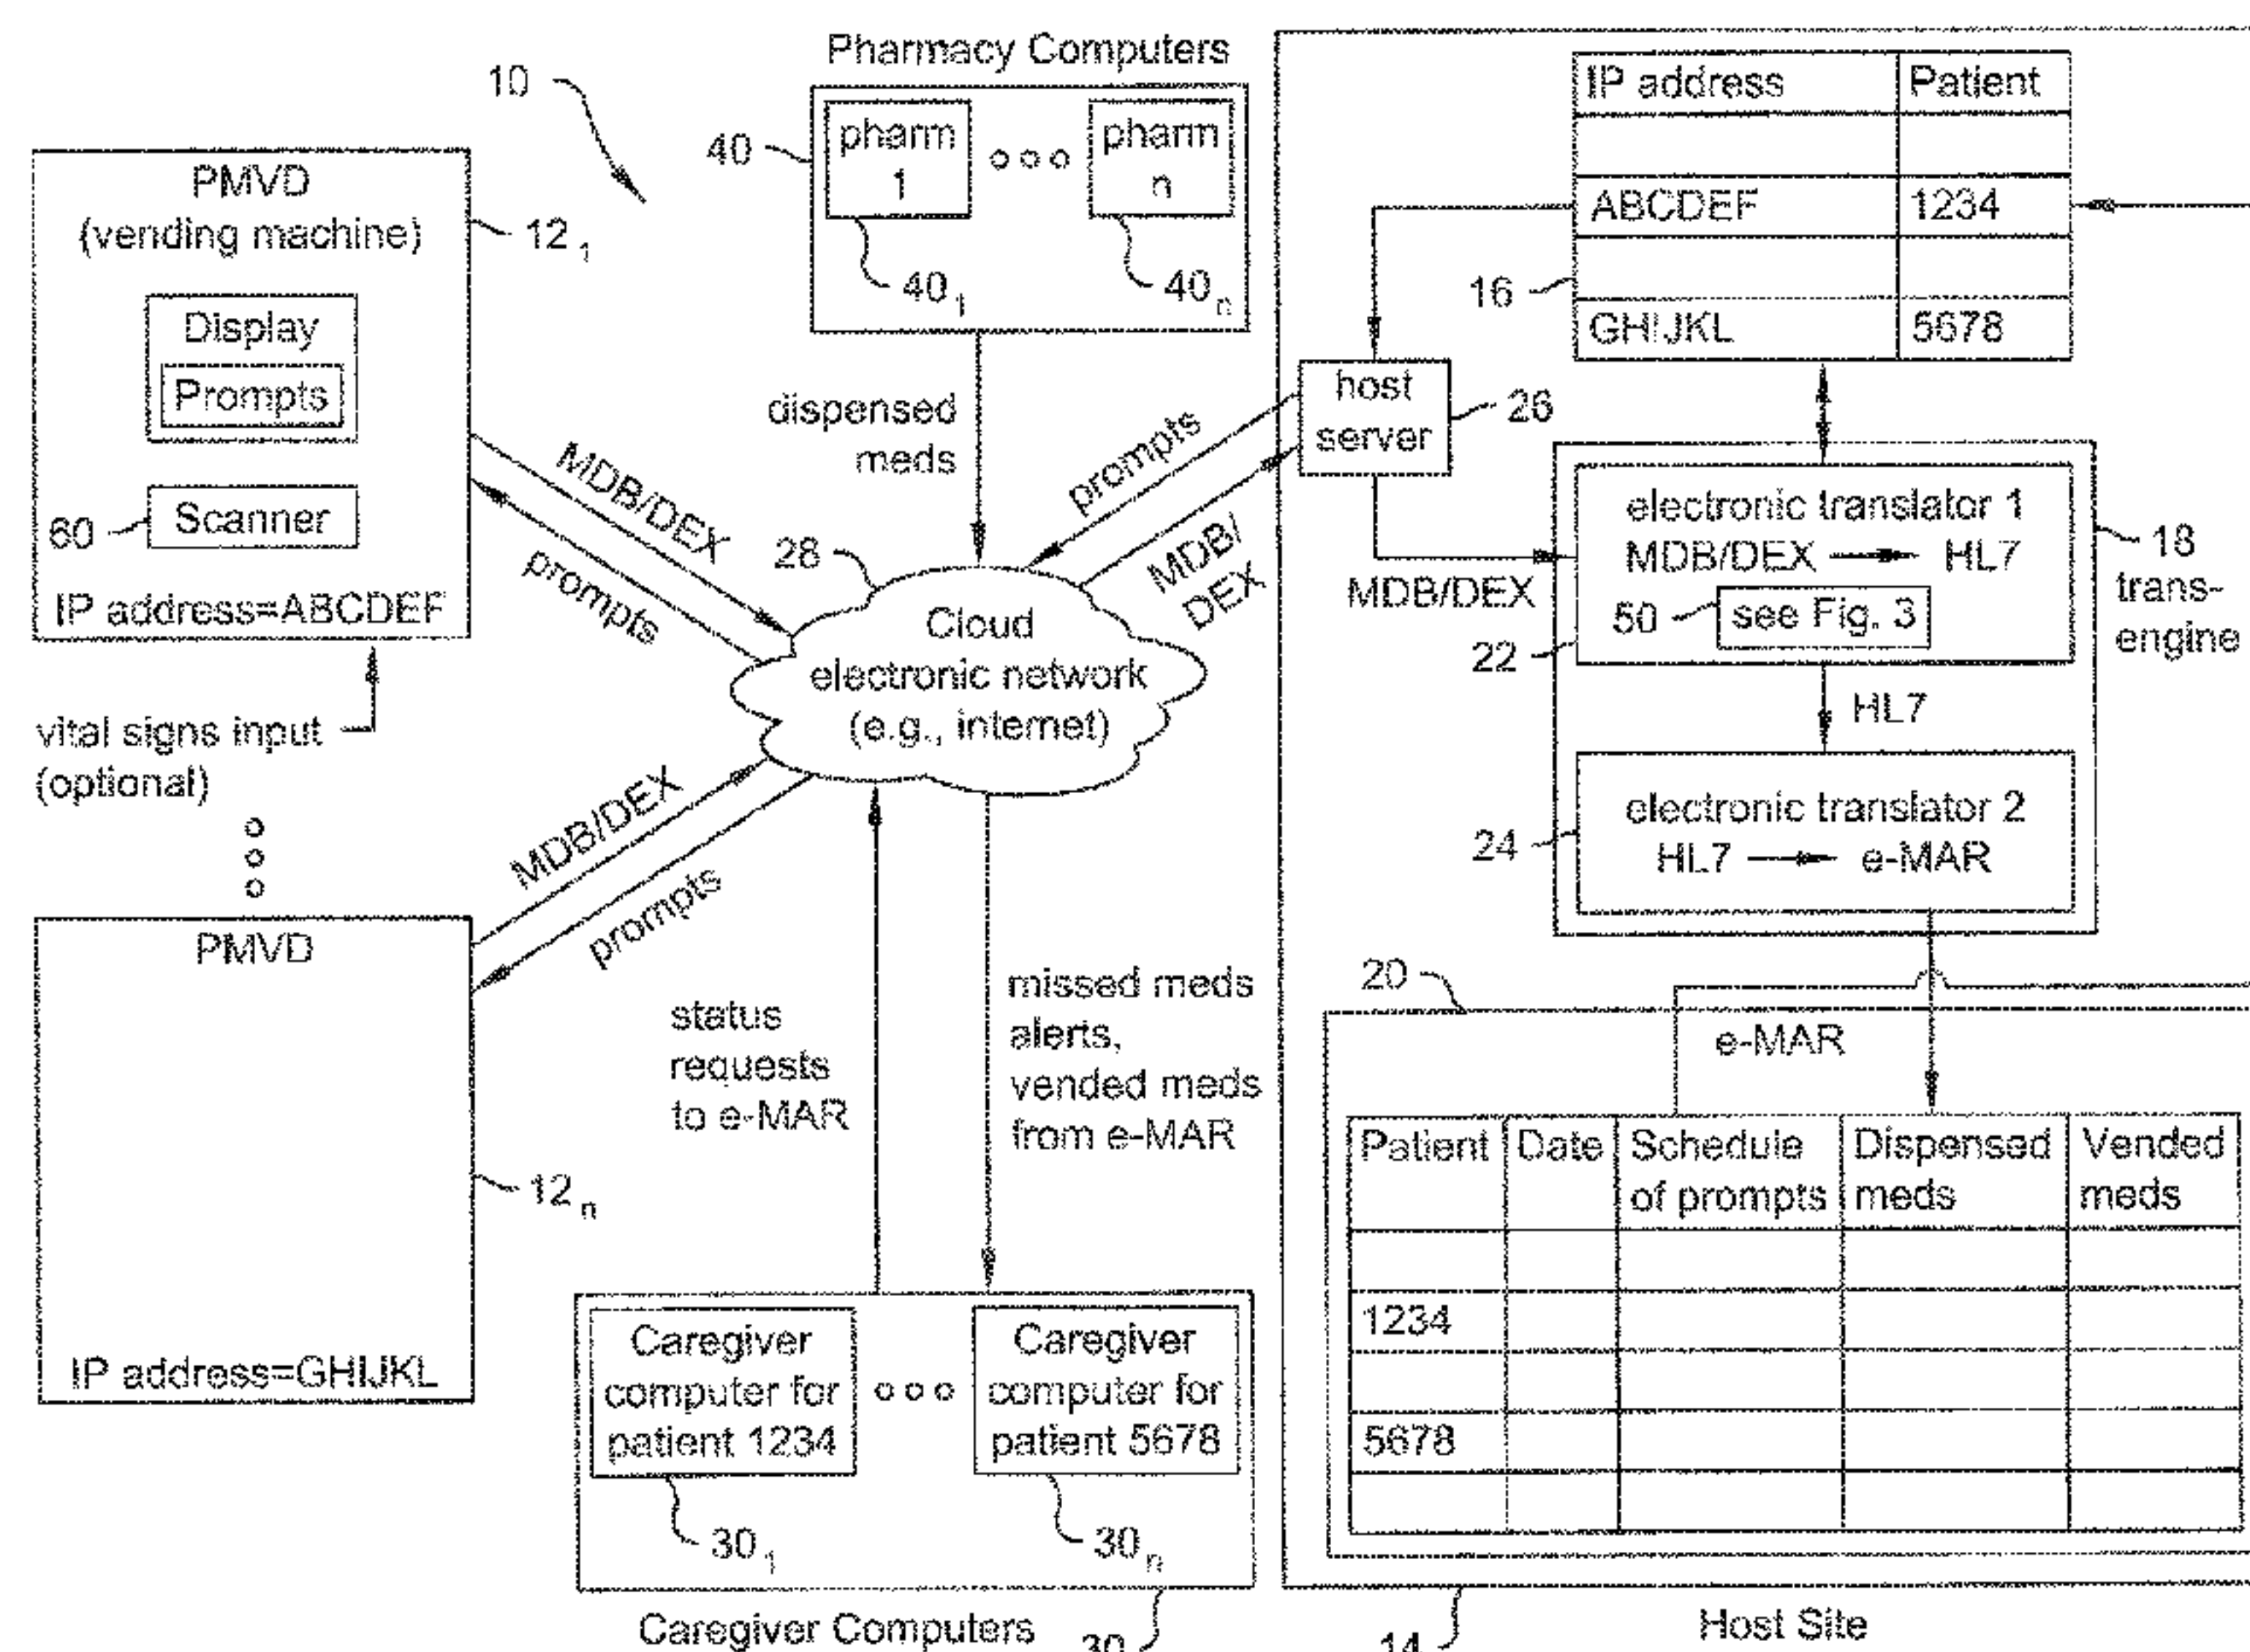 10
PMVD
(vending machine)
Display
Prompts
60
Scanner
IP address=ABCDEF
12 1
vital signs input
(optional)
PMVD
IP address=GHIJKL
12 n
Pharmacy Computers
40
pharm
1
pharm
n
40 1
40 n
dispensed
meds
MDB/DEX
prompts
28
Cloud
electronic network
(e.g., internet)
prompts
MDB/
DEX
MDB/DEX
prompts
status
requests
to e-MAR
missed meds
alerts,
vended meds
from e-MAR
Caregiver
computer for
patient 1234
Caregiver
computer for
patient 5678
30 1
30 n
Caregiver Computers
30
IP address Patient
ABCDEF 1234
GHIJKL 5678
16
host
server
26
MDB/DEX
electronic translator 1
MDB/DEX HL7
50
see Fig. 3
22
18
trans-
engine
HL7
electronic translator 2
HL7 e-MAR
24
20
e-MAR
Patient Date Schedule Dispensed Vended
of prompts meds meds
1234
5678
14
Host Site